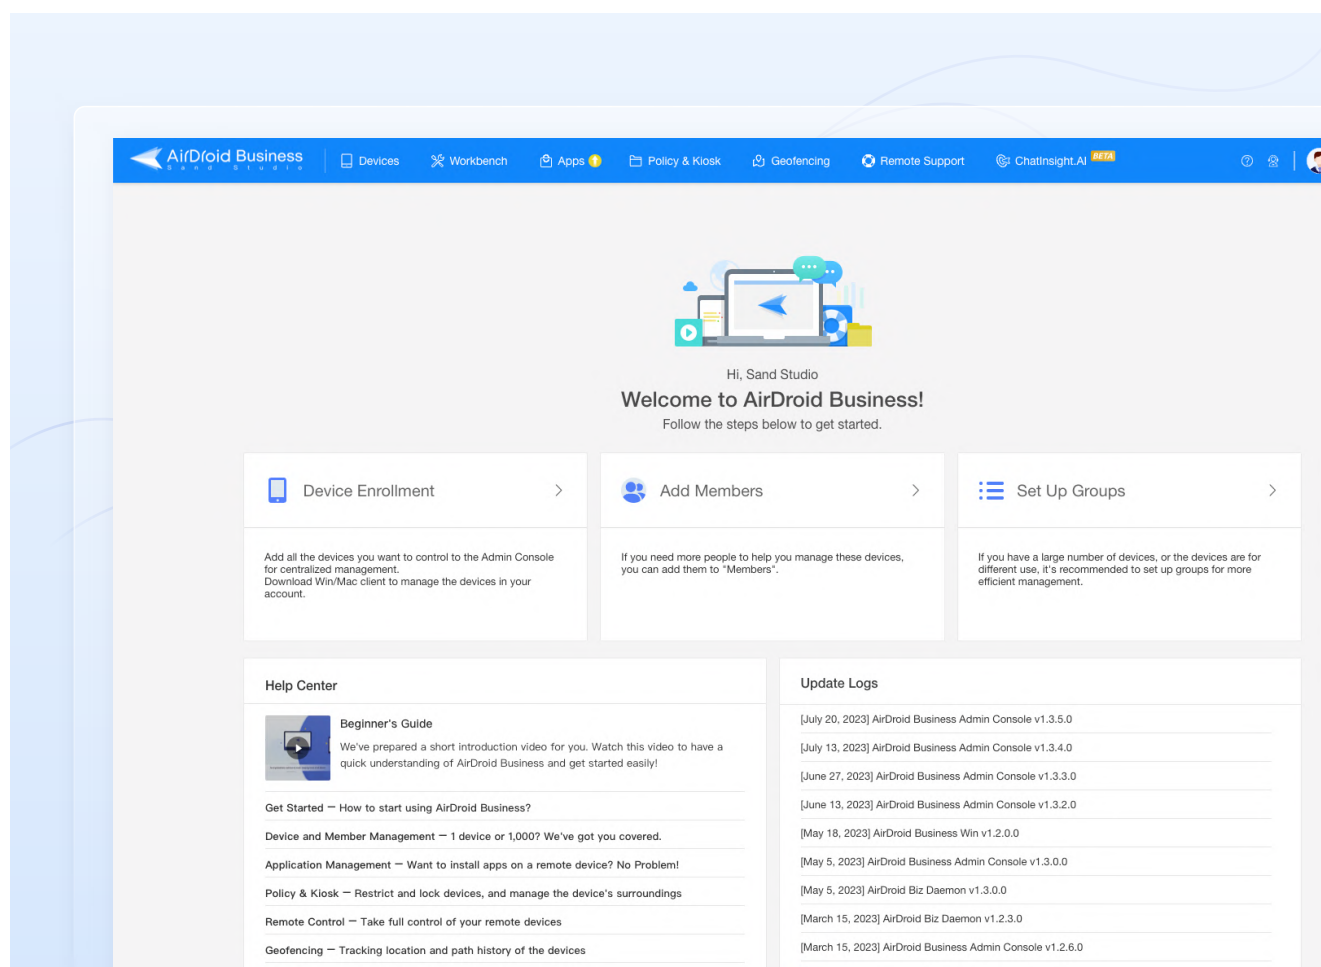 AirDroid Business
Sand Studio
Devices
Workbench
Apps
Policy & Kiosk
Geofencing
Remote Support
ChatInsight.AI
BETA
Hi, Sand Studio
Welcome to AirDroid Business!
Follow the steps below to get started.
Device Enrollment
Add all the devices you want to control to the Admin Console
for centralized management.
Download Win/Mac client to manage the devices in your
account.
Add Members
If you need more people to help you manage these devices,
you can add them to "Members".
Set Up Groups
If you have a large number of devices, or the devices are for
different use, it's recommended to set up groups for more
efficient management.
Help Center
Beginner's Guide
We've prepared a short introduction video for you. Watch this video to have a
quick understanding of AirDroid Business and get started easily!
Get Started — How to start using AirDroid Business?
Device and Member Management — 1 device or 1,000? We've got you covered.
Application Management — Want to install apps on a remote device? No Problem!
Policy & Kiosk — Restrict and lock devices, and manage the device's surroundings
Remote Control — Take full control of your remote devices
Geofencing — Tracking location and path history of the devices
Update Logs
[July 20, 2023] AirDroid Business Admin Console v1.3.5.0
[July 13, 2023] AirDroid Business Admin Console v1.3.4.0
[June 27, 2023] AirDroid Business Admin Console v1.3.3.0
[June 13, 2023] AirDroid Business Admin Console v1.3.2.0
[May 18, 2023] AirDroid Business Win v1.2.0.0
[May 5, 2023] AirDroid Business Admin Console v1.3.0.0
[May 5, 2023] AirDroid Biz Daemon v1.3.0.0
[March 15, 2023] AirDroid Biz Daemon v1.2.3.0
[March 15, 2023] AirDroid Business Admin Console v1.2.6.0